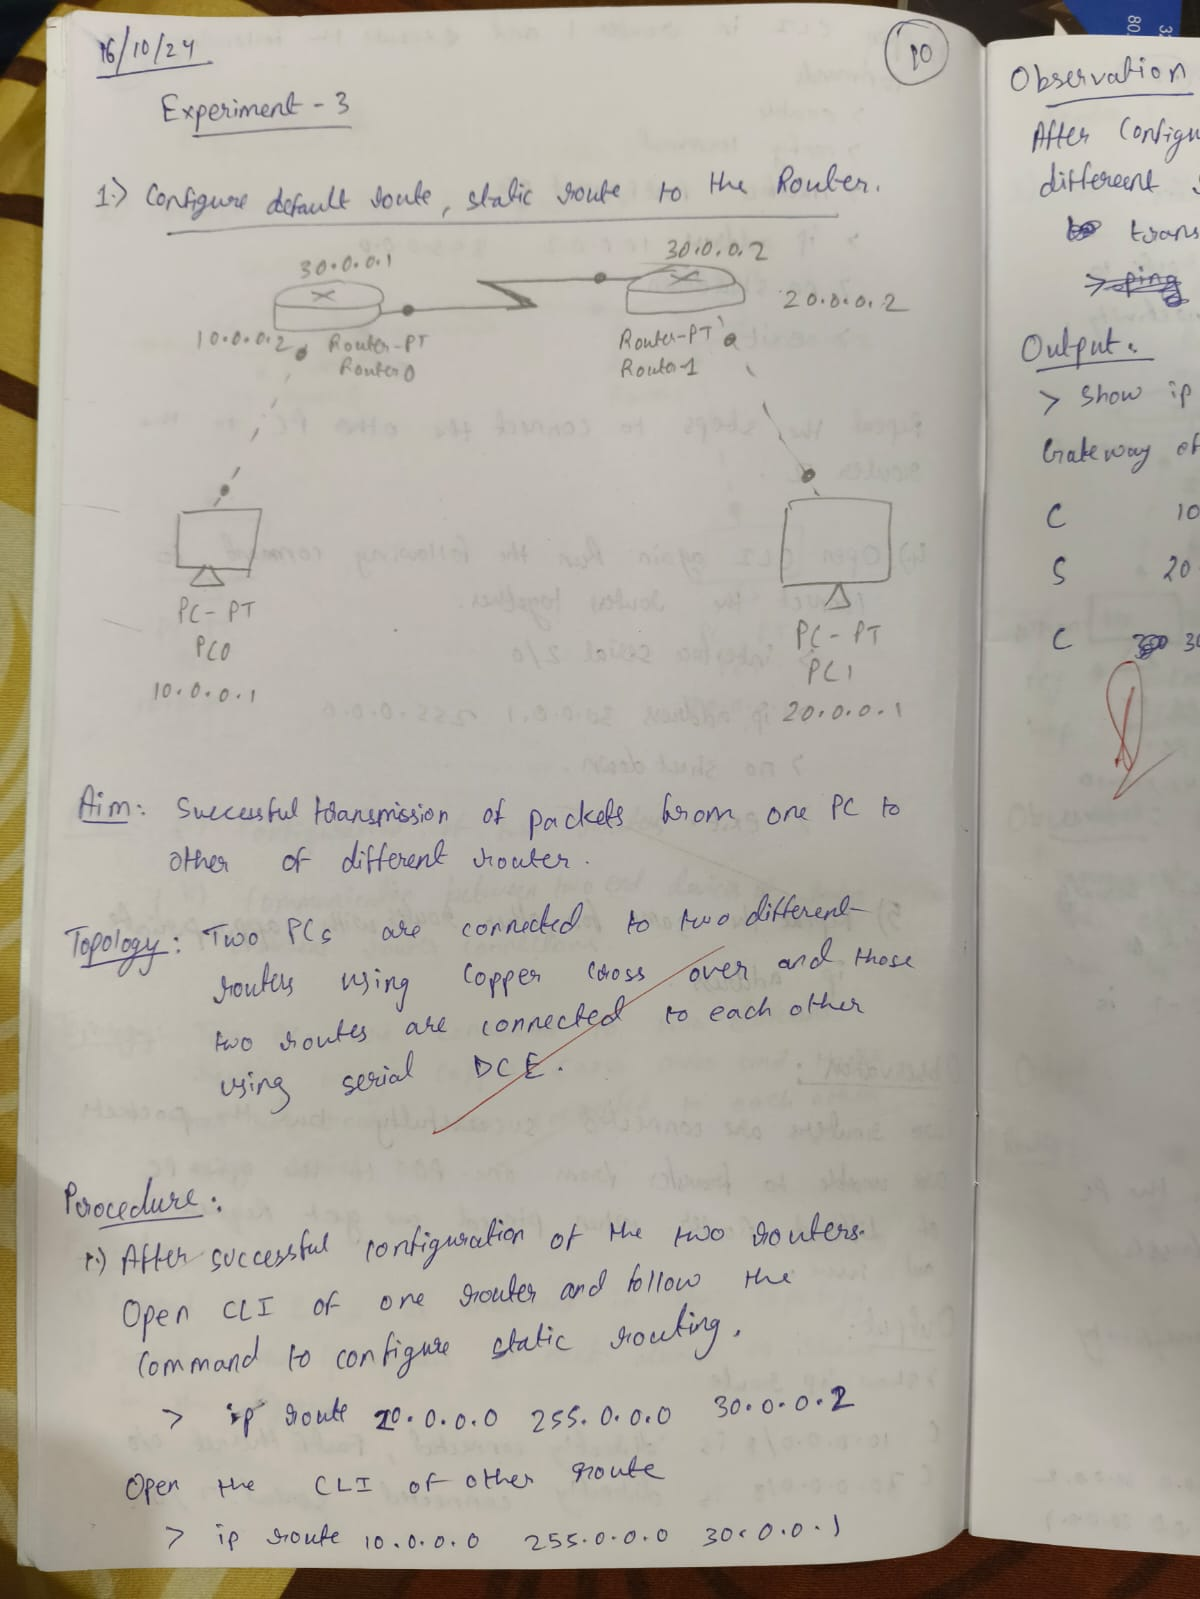 16/10/24
10
Experiment - 3
1.) Configure default route, static route to the Router.
30.0.0.1
30.0.0.2
20.0.0.2
10.0.0.2
Router-PT
Router0
Router-PT
Router-1
PC-PT
PC0
10.0.0.1
PC-PT
PC1
20.0.0.1
Aim: Successful transmission of packets from one PC to
other of different router.
Topology: Two PCs are connected to two different
routers using Copper cross over and those
two routes are connected to each other
using serial DCE.
Procedure:
1.) After successful configuration of the two routers.
Open CLI of one router and follow the
Command to configure static routing.
> ip route 20.0.0.0 255.0.0.0 30.0.0.2
Open the CLI of other route
> ip route 10.0.0.0 255.0.0.0 30.0.0.1
Observation
After Configu
different
trans
> ping
Output:
> Show ip
Gateway of
C 10
S 20
C 30